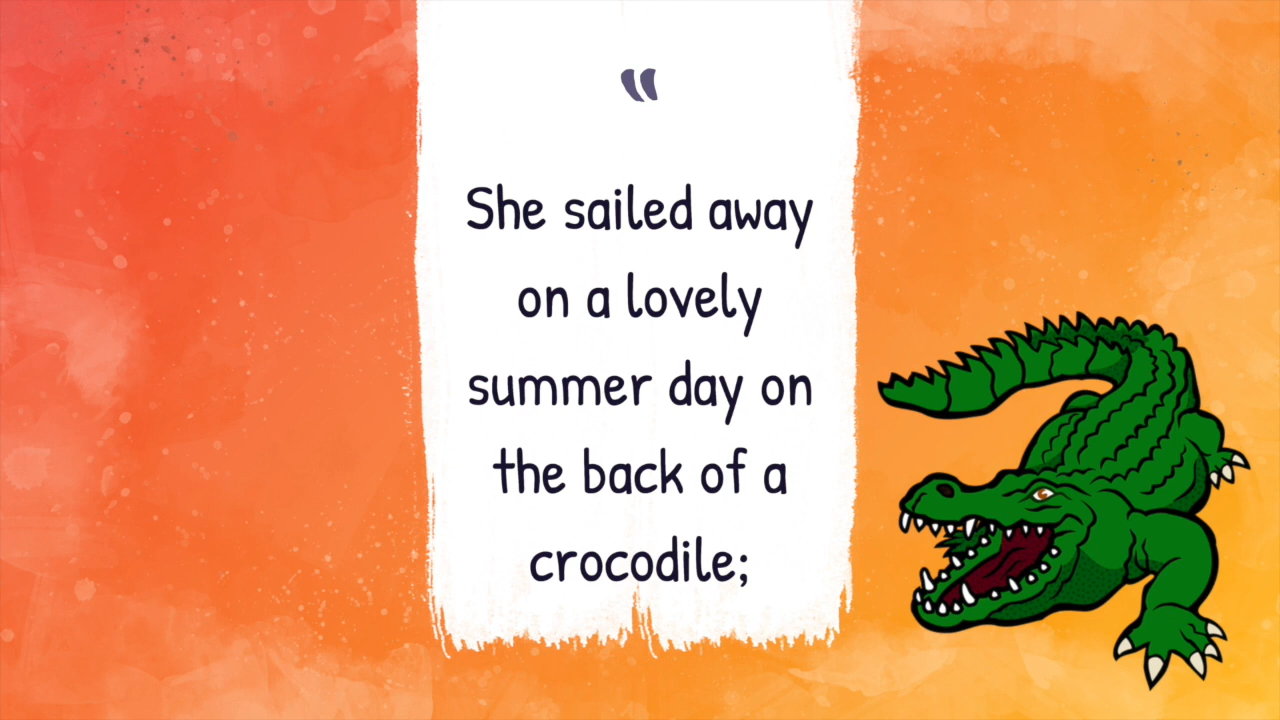 “
She sailed away
on a lovely
summer day on
the back of a
crocodile;